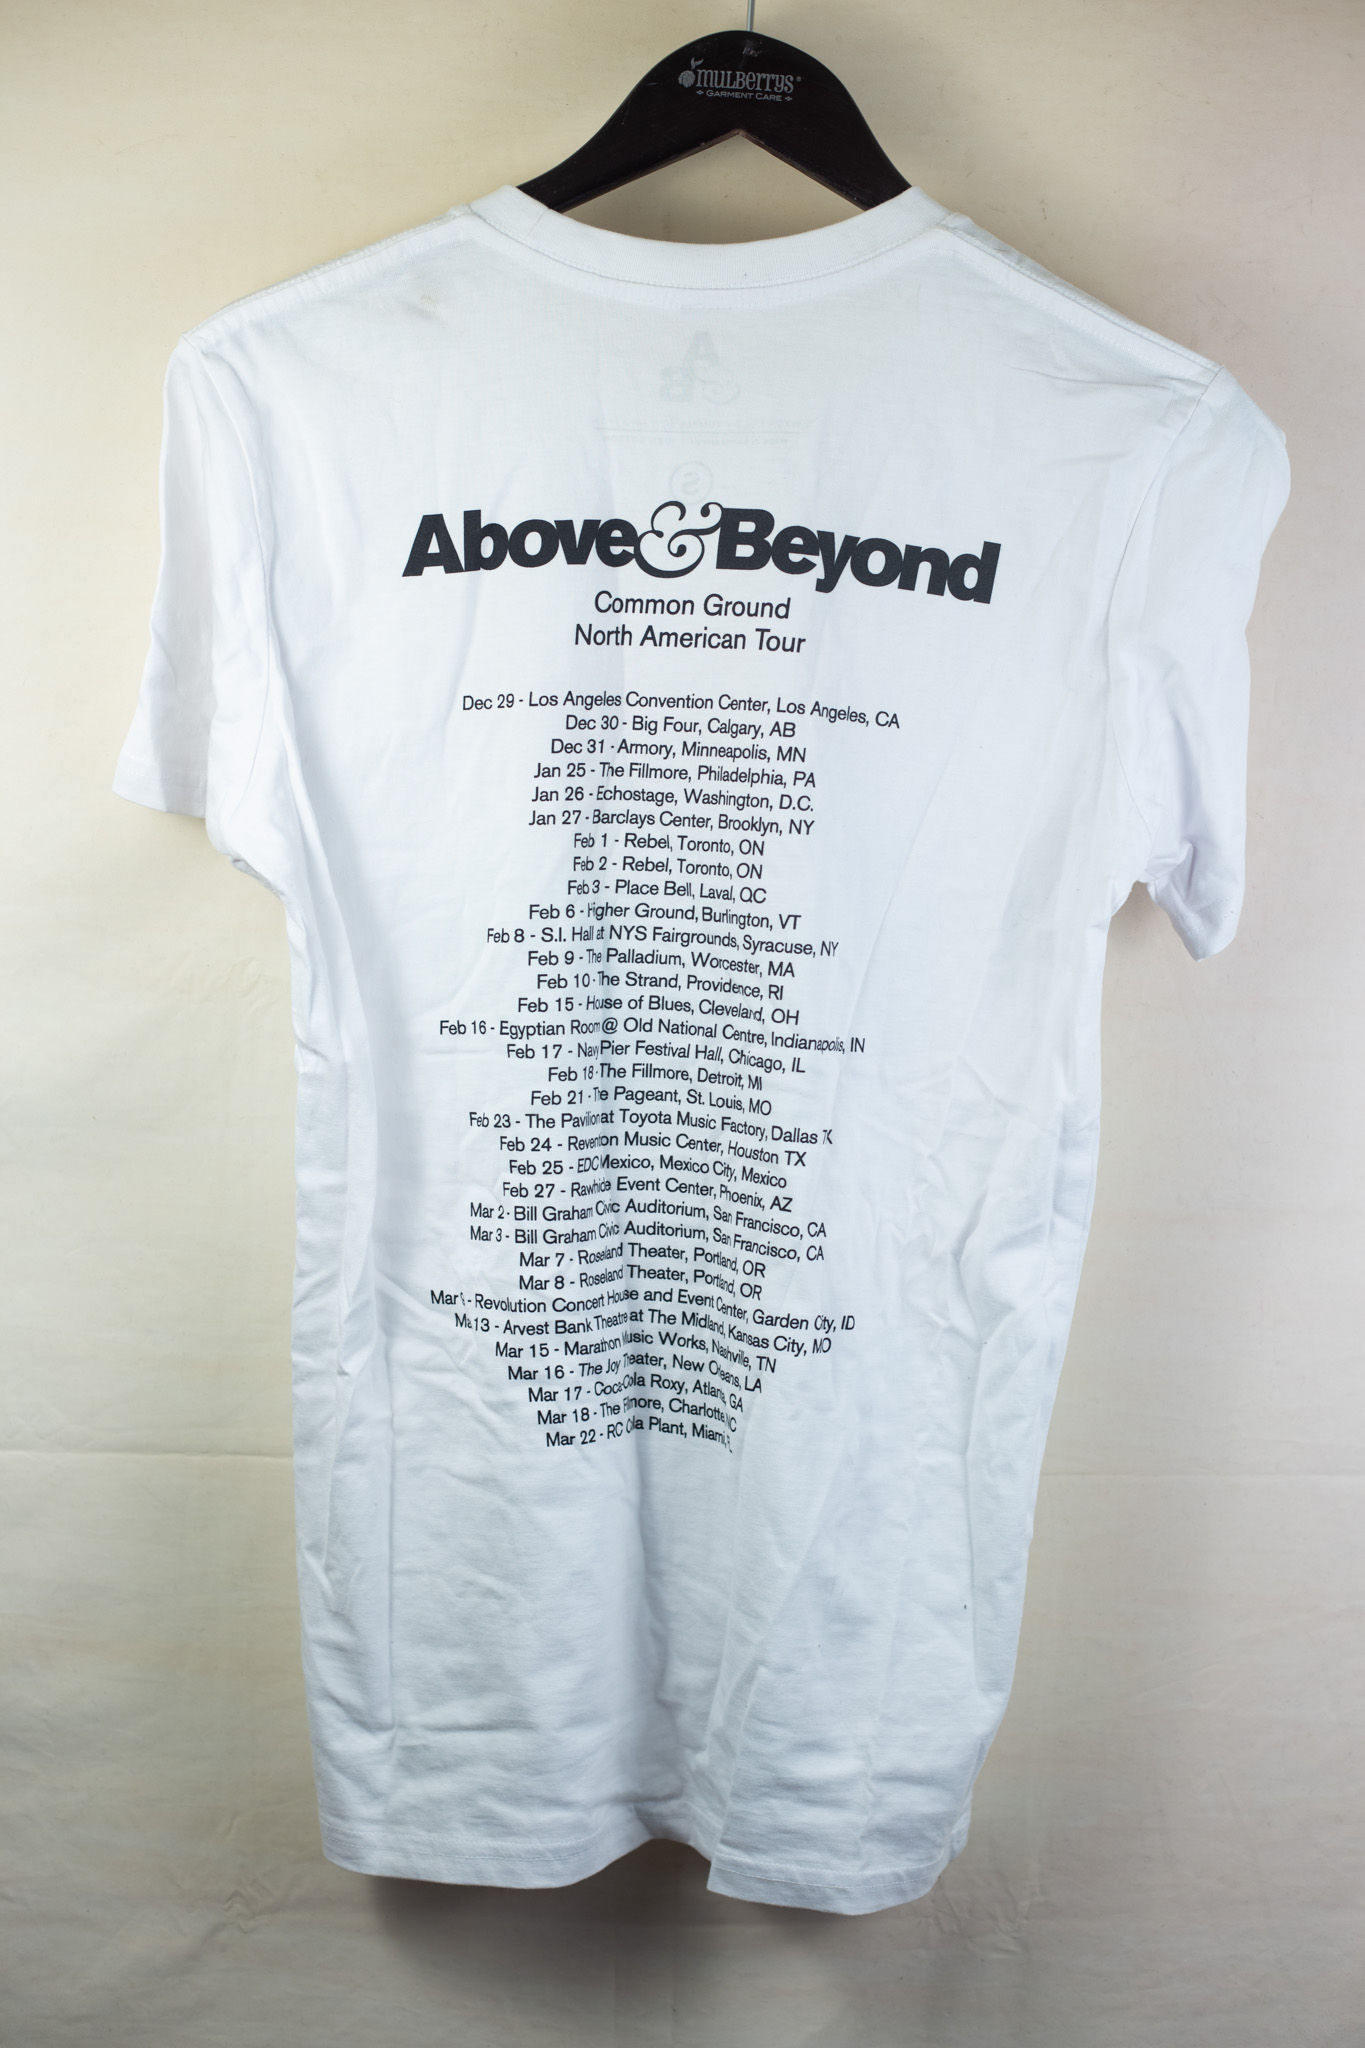 mulberrys
GARMENT CARE
A
&B
S
Above & Beyond
Common Ground
North American Tour
Dec 29 - Los Angeles Convention Center, Los Angeles, CA
Dec 30 - Big Four, Calgary, AB
Dec 31 - Armory, Minneapolis, MN
Jan 25 - The Fillmore, Philadelphia, PA
Jan 26 - Echostage, Washington, D.C.
Jan 27 - Barclays Center, Brooklyn, NY
Feb 1 - Rebel, Toronto, ON
Feb 2 - Rebel, Toronto, ON
Feb 3 - Place Bell, Laval, QC
Feb 6 - Higher Ground, Burlington, VT
Feb 8 - S.I. Hall at NYS Fairgrounds, Syracuse, NY
Feb 9 - The Palladium, Worcester, MA
Feb 10 - The Strand, Providence, RI
Feb 15 - House of Blues, Cleveland, OH
Feb 16 - Egyptian Room @ Old National Centre, Indianapolis, IN
Feb 17 - Navy Pier Festival Hall, Chicago, IL
Feb 18 - The Fillmore, Detroit, MI
Feb 21 - The Pageant, St. Louis, MO
Feb 23 - The Pavilion at Toyota Music Factory, Dallas TX
Feb 24 - Revention Music Center, Houston TX
Feb 25 - EDC Mexico, Mexico City, Mexico
Feb 27 - Rawhide Event Center, Phoenix, AZ
Mar 2 - Bill Graham Civic Auditorium, San Francisco, CA
Mar 3 - Bill Graham Civic Auditorium, San Francisco, CA
Mar 7 - Roseland Theater, Portland, OR
Mar 8 - Roseland Theater, Portland, OR
Mar 9 - Revolution Concert House and Event Center, Garden City, ID
Mar 13 - Arvest Bank Theatre at The Midland, Kansas City, MO
Mar 15 - Marathon Music Works, Nashville, TN
Mar 16 - The Joy Theater, New Orleans, LA
Mar 17 - Coca-Cola Roxy, Atlanta, GA
Mar 18 - The Fillmore, Charlotte, NC
Mar 22 - RC Cola Plant, Miami, FL